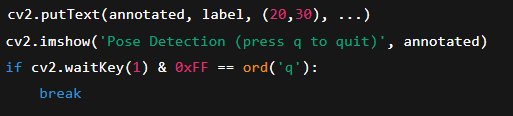 cv2.putText(annotated, label, (20,30), ...)
cv2.imshow('Pose Detection (press q to quit)', annotated)
if cv2.waitKey(1) & 0xFF == ord('q'):
    break